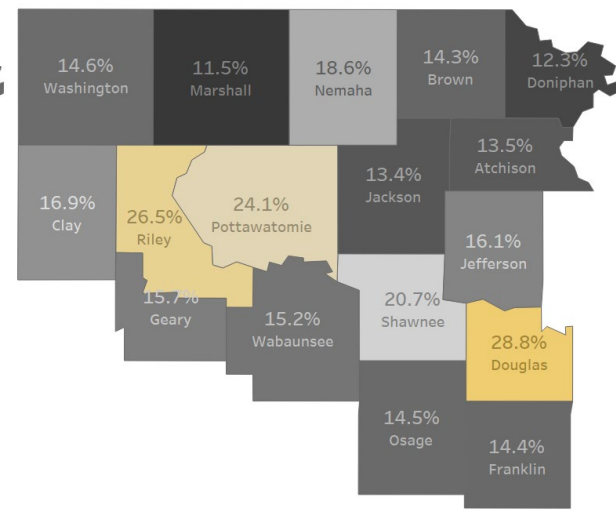 14.6%
Washington
11.5%
Marshall
18.6%
Nemaha
14.3%
Brown
12.3%
Doniphan
16.9%
Clay
26.5%
Riley
24.1%
Pottawatomie
13.4%
Jackson
13.5%
Atchison
16.1%
Jefferson
15.7%
Geary
15.2%
Wabaunsee
20.7%
Shawnee
28.8%
Douglas
14.5%
Osage
14.4%
Franklin